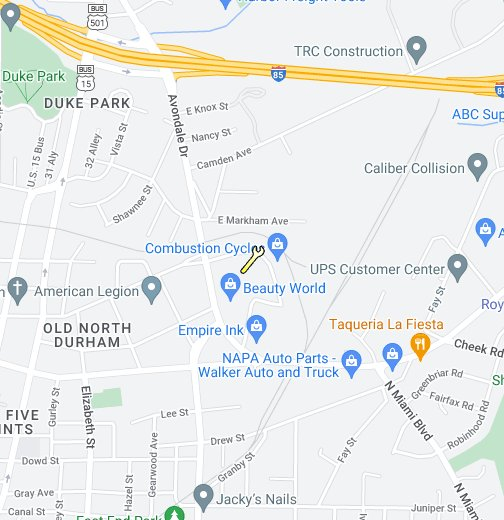 BUS
501
Harbor Freight Tools
TRC Construction
Duke Park
BUS
15
85
85
DUKE PARK
E Knox St
Avondale Dr
ABC Sup
Nancy St
Vista St
32 Alley
31 Aly
U.S. 15 Bus
Camden Ave
Caliber Collision
Shawnee St
E Markham Ave
Combustion Cycle
A
UPS Customer Center
American Legion
Beauty World
Fay St
Roy
OLD NORTH
DURHAM
Empire Ink
Taqueria La Fiesta
Cheek Rd
NAPA Auto Parts -
Walker Auto and Truck
Greenbriar Rd
Sh
Elizabeth St
Gurley St
Fairfax Rd
N Miami Blvd
FIVE
NTS
Lee St
Robinhood Rd
Drew St
Fay St
Gearwood Ave
Dowd St
Granby St
Hazel St
Gray Ave
N Miami
Jacky's Nails
Canal St
Juniper St
East End Park